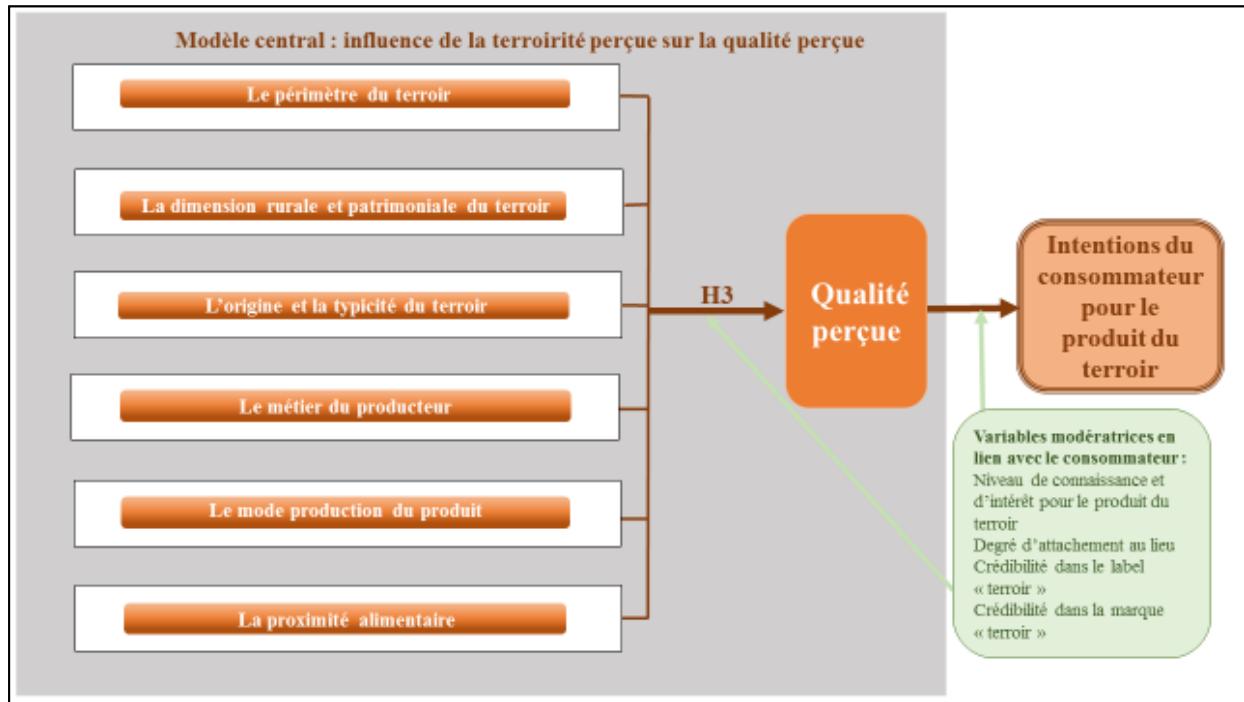 Modèle central : influence de la terroirité perçue sur la qualité perçue
Le périmètre du terroir
La dimension rurale et patrimoniale du terroir
L'origine et la typicité du terroir
Le métier du producteur
Le mode production du produit
La proximité alimentaire
H3
Qualité
perçue
Intentions du
consommateur
pour le
produit du
terroir
Variables modératrices en
lien avec le consommateur :
Niveau de connaissance et
d'intérêt pour le produit du
terroir
Degré d'attachement au lieu
Crédibilité dans le label
« terroir »
Crédibilité dans la marque
« terroir »